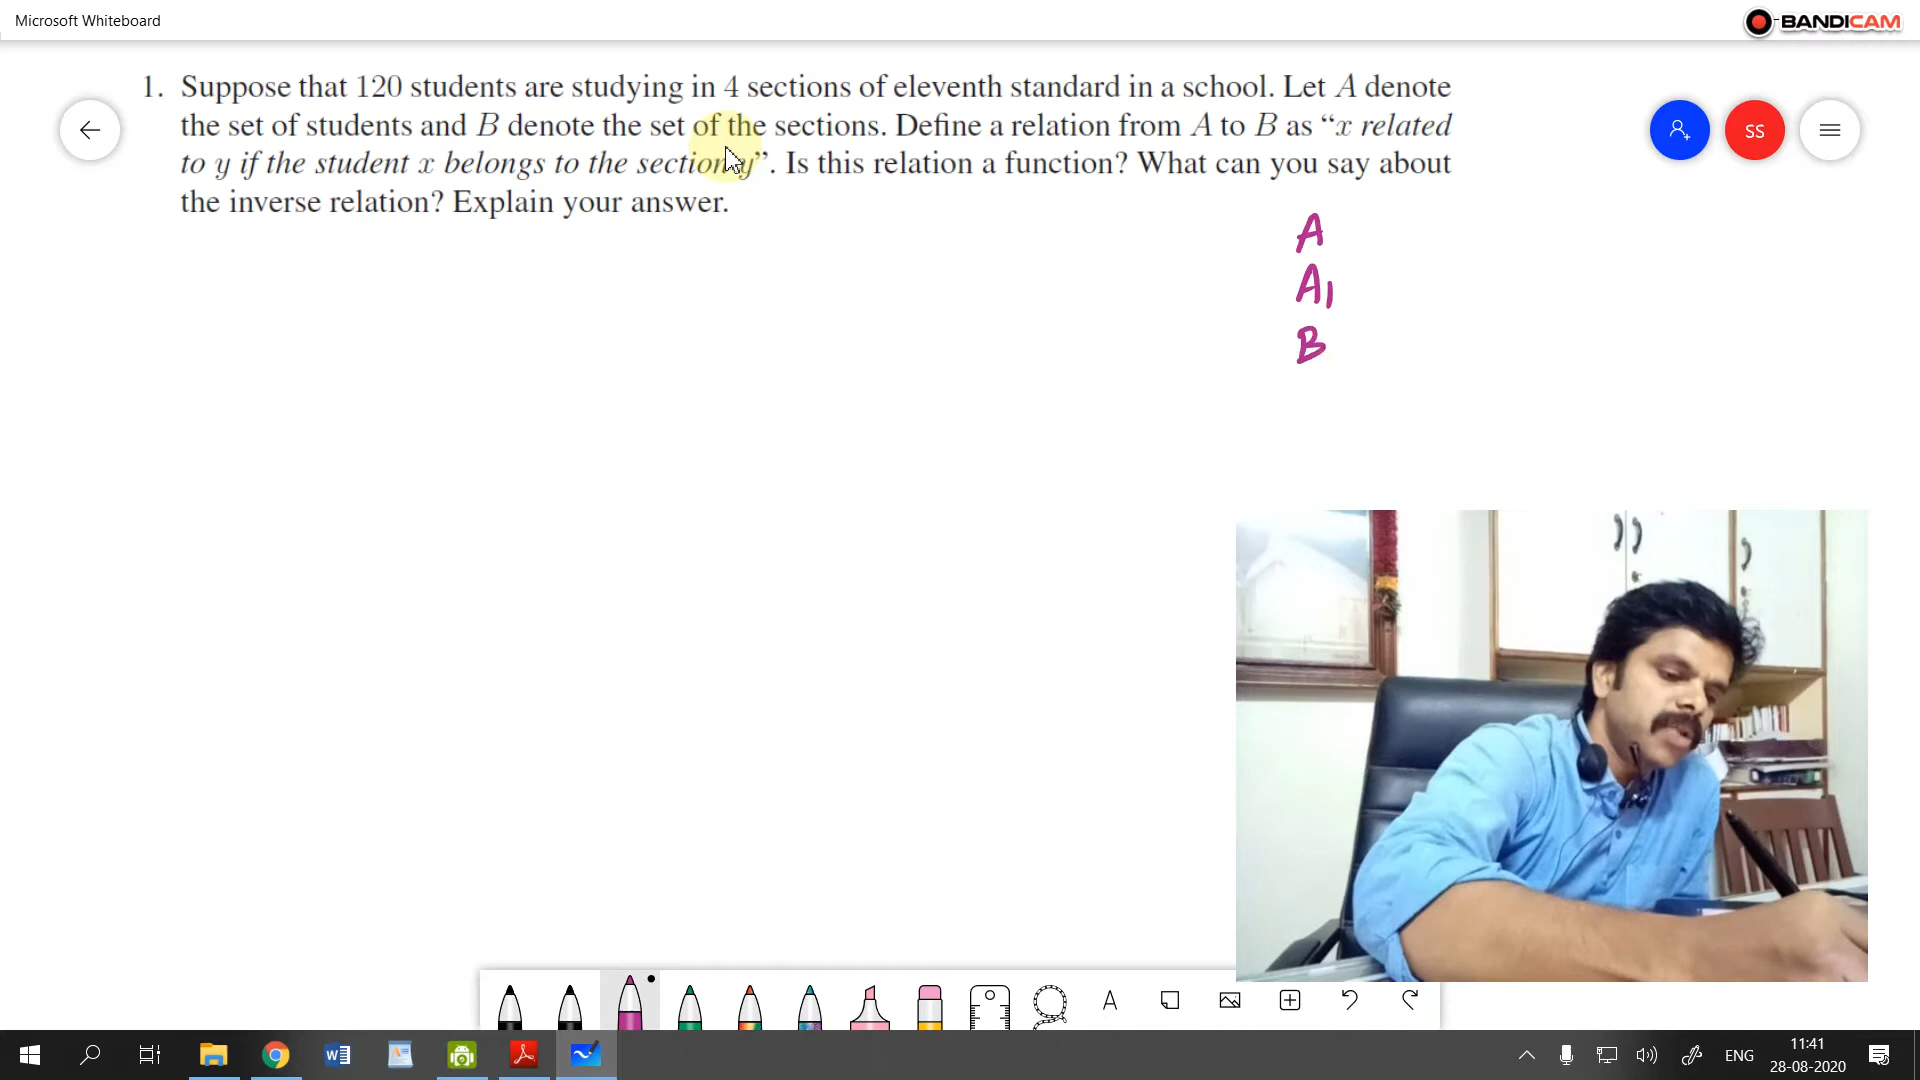 Microsoft Whiteboard
BANDICAM
1. Suppose that 120 students are studying in 4 sections of eleventh standard in a school. Let A denote
the set of students and B denote the set of the sections. Define a relation from A to B as “x related
to y if the student x belongs to the section y”. Is this relation a function? What can you say about
the inverse relation? Explain your answer.
SS
A
A1
B
A
ENG
11:41
28-08-2020